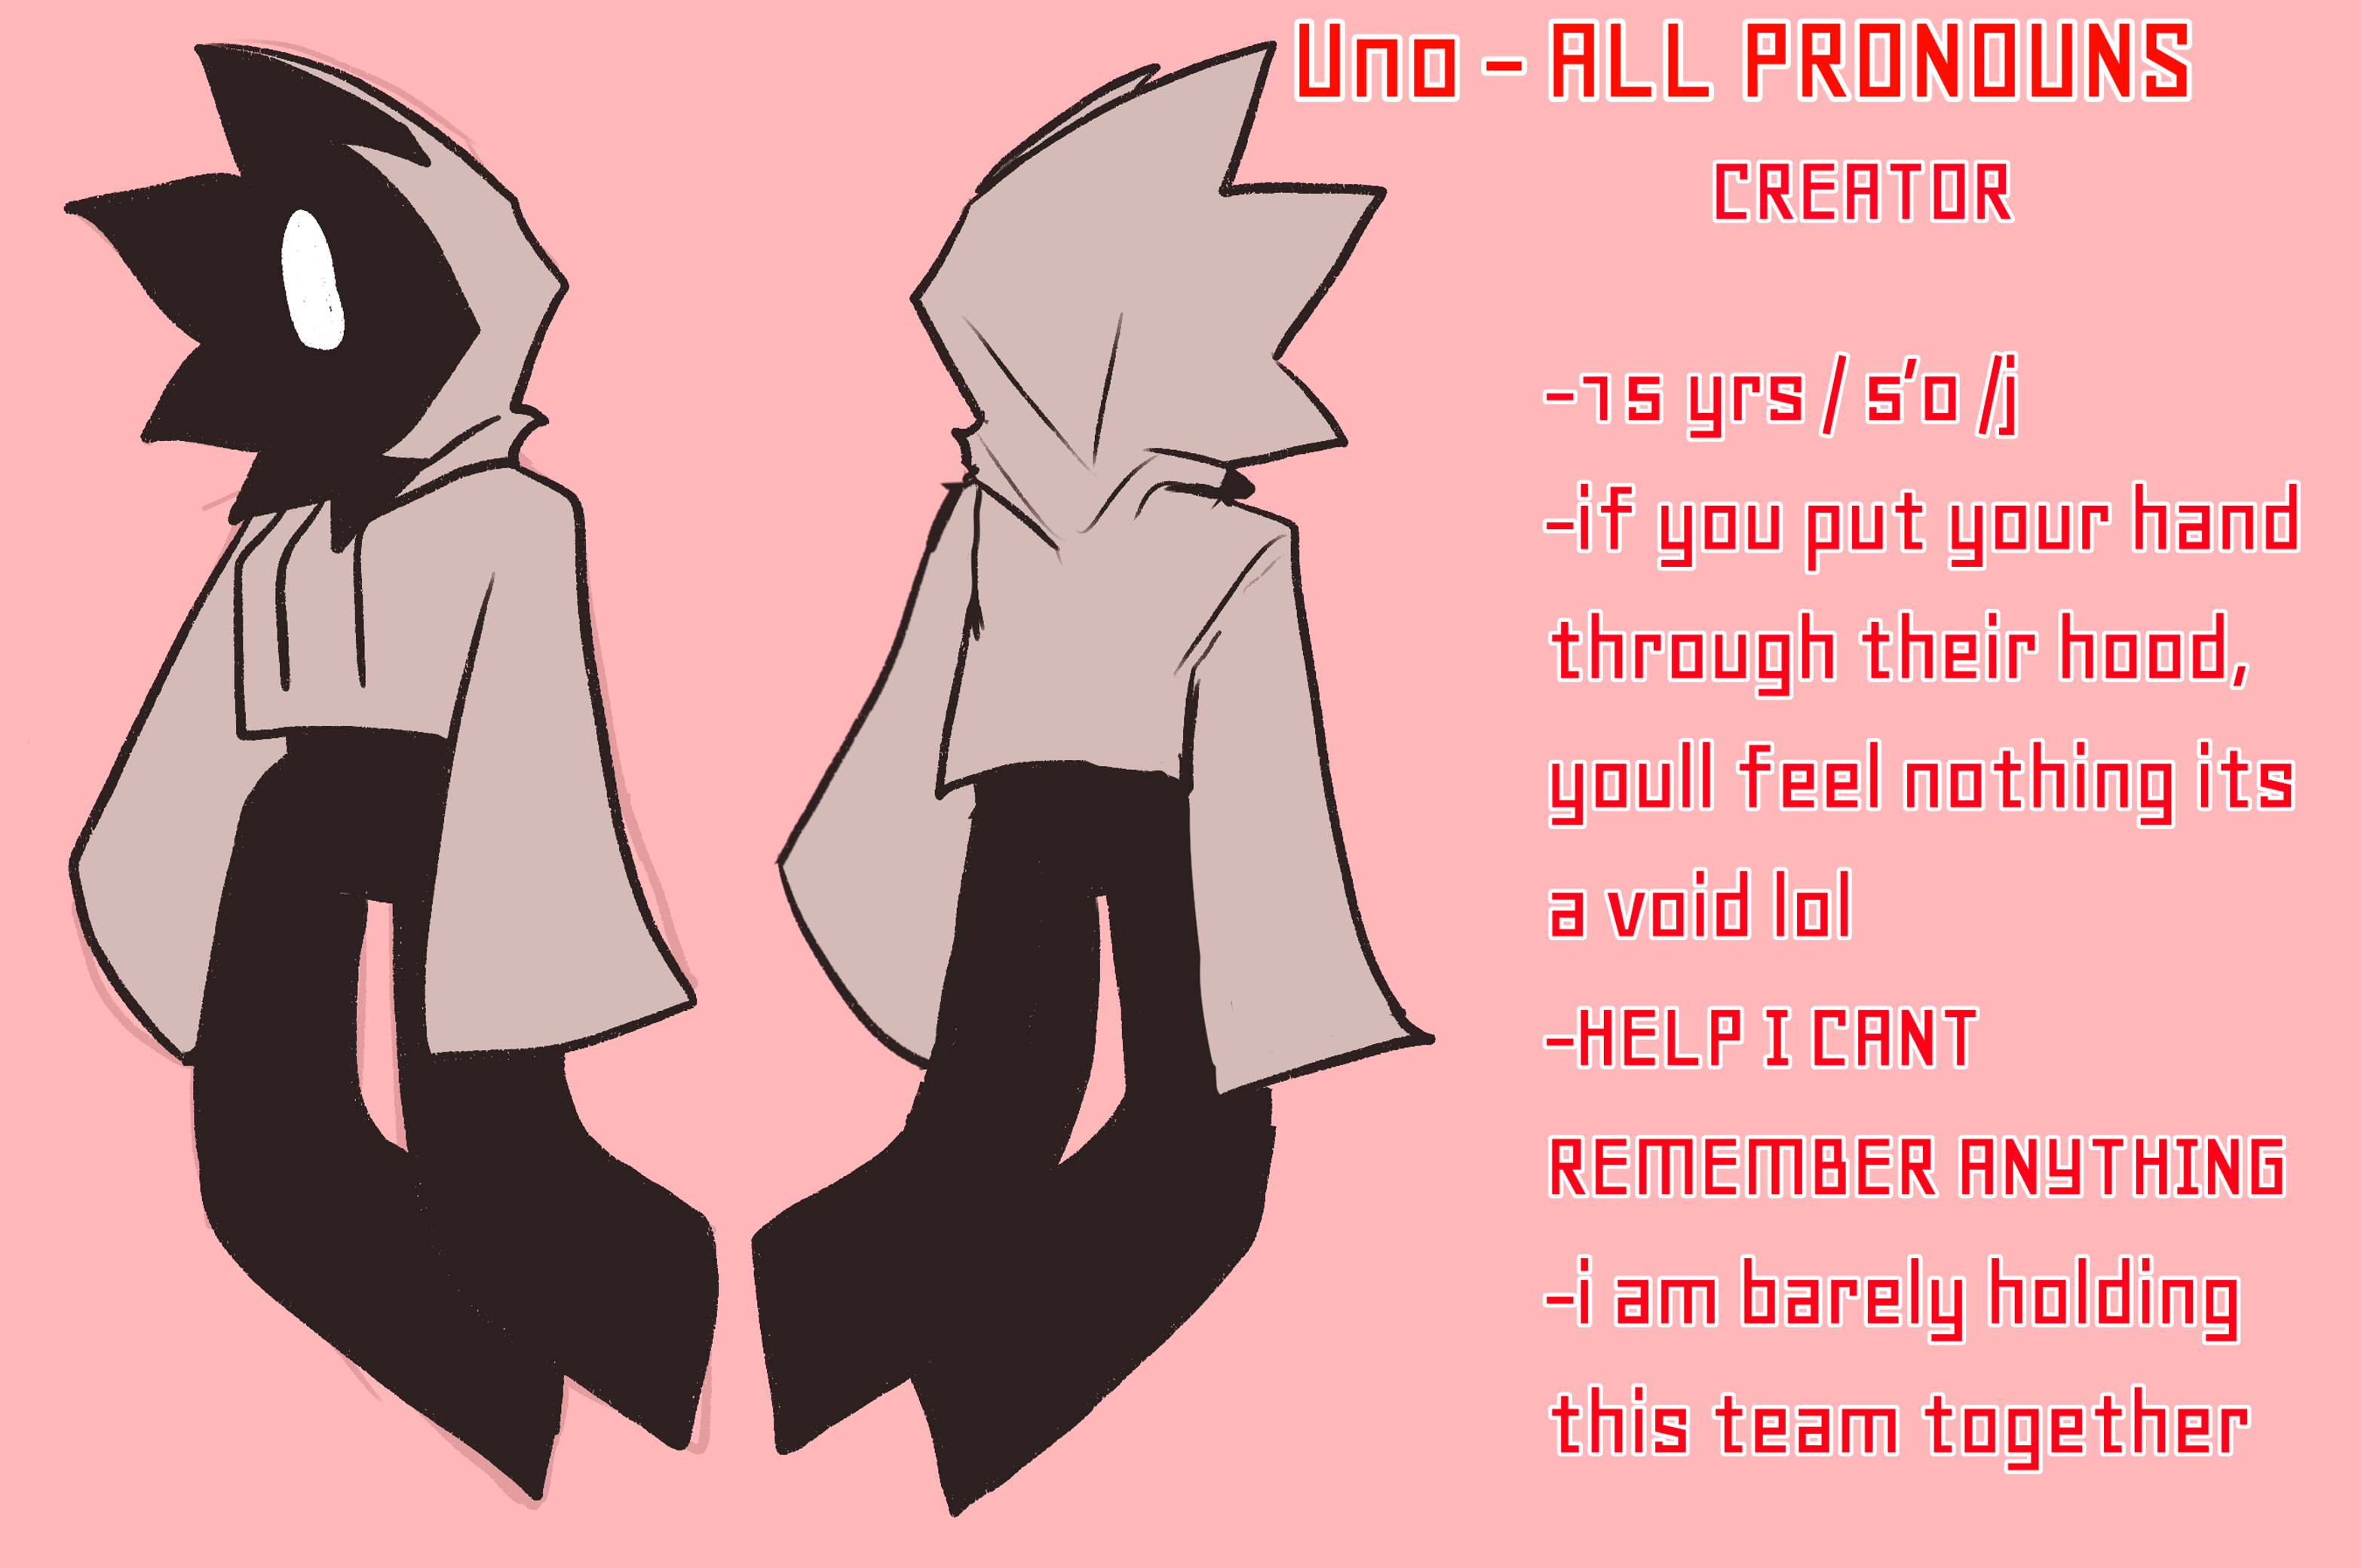 Uno - ALL PRONOUNS
CREATOR
-15 yrs / 5'0 /j
-if you put your hand
through their hood,
youll feel nothing its
a void lol
-HELP I CANT
REMEMBER ANYTHING
-i am barely holding
this team together